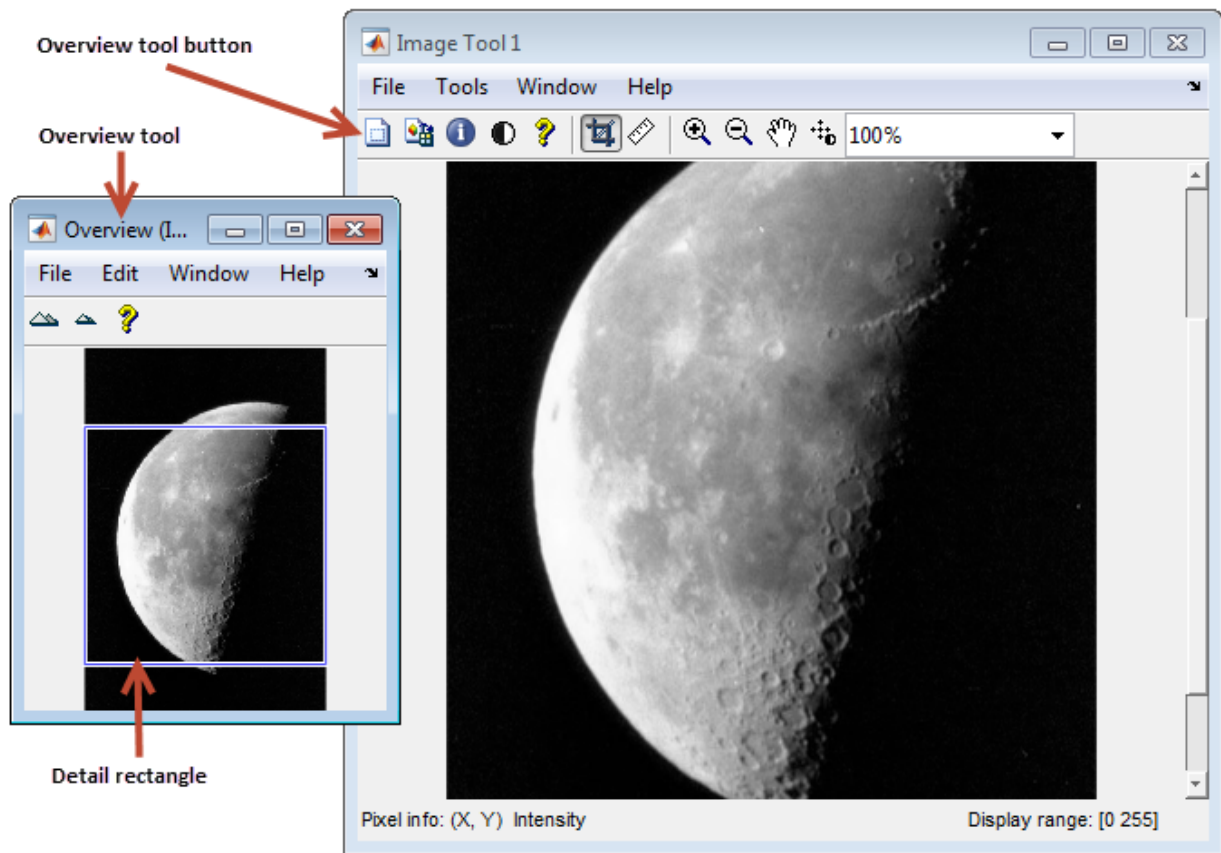 Overview tool button
Overview tool
Detail rectangle
Image Tool 1
File Tools Window Help
100%
Overview (I...
File Edit Window Help
Pixel info: (X, Y) Intensity
Display range: [0 255]